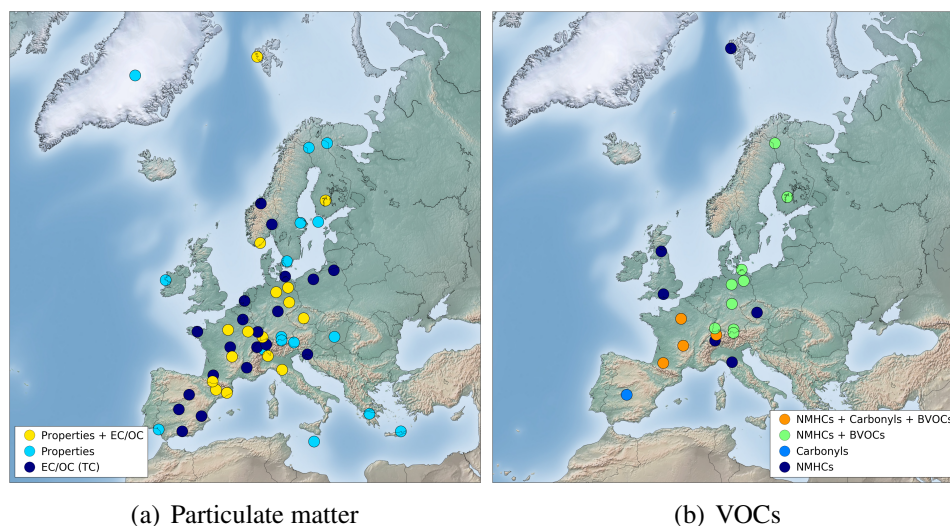 Properties + EC/OC
Properties
EC/OC (TC)
NMHCs + Carbonyls + BVOCs
NMHCs + BVOCs
Carbonyls
NMHCs
(a) Particulate matter
(b) VOCs